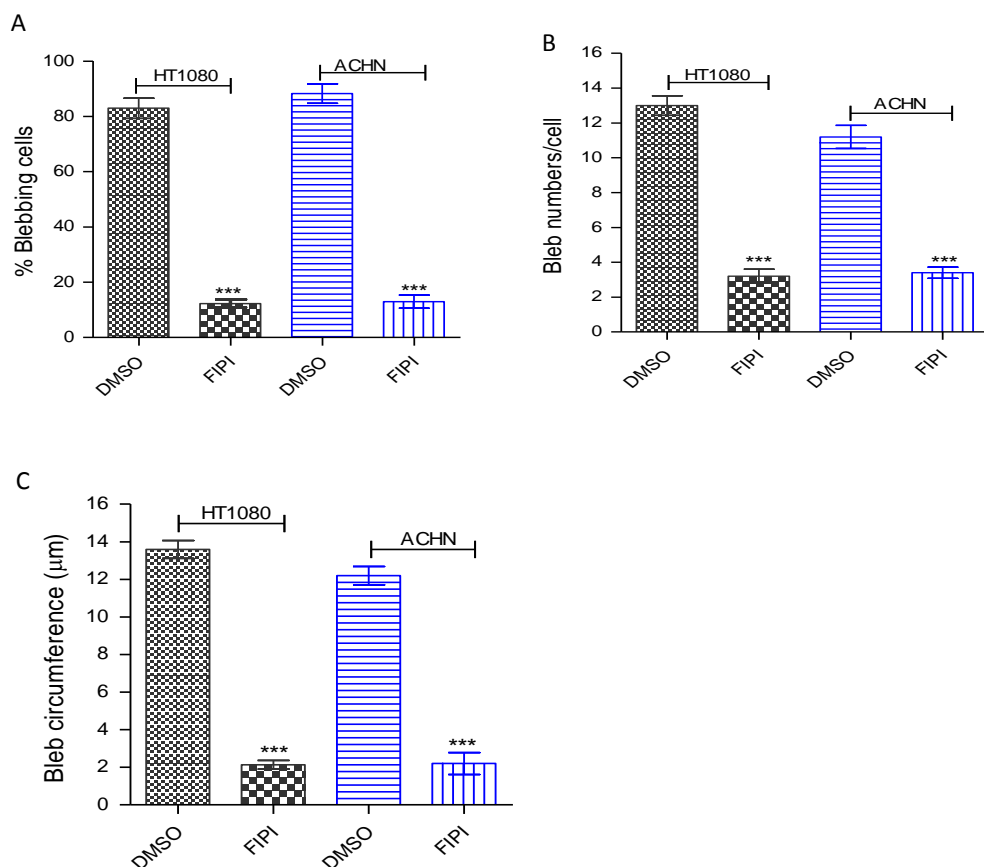 A
% Blebbing cells
100
80
60
40
20
0
HT1080
ACHN
***
***
DMSO
FIPI
DMSO
FIPI
B
Bleb numbers/cell
16
14
12
10
8
6
4
2
0
HT1080
ACHN
***
***
DMSO
FIPI
DMSO
FIPI
C
Bleb circumference (μm)
16
14
12
10
8
6
4
2
0
HT1080
ACHN
***
***
DMSO
FIPI
DMSO
FIPI